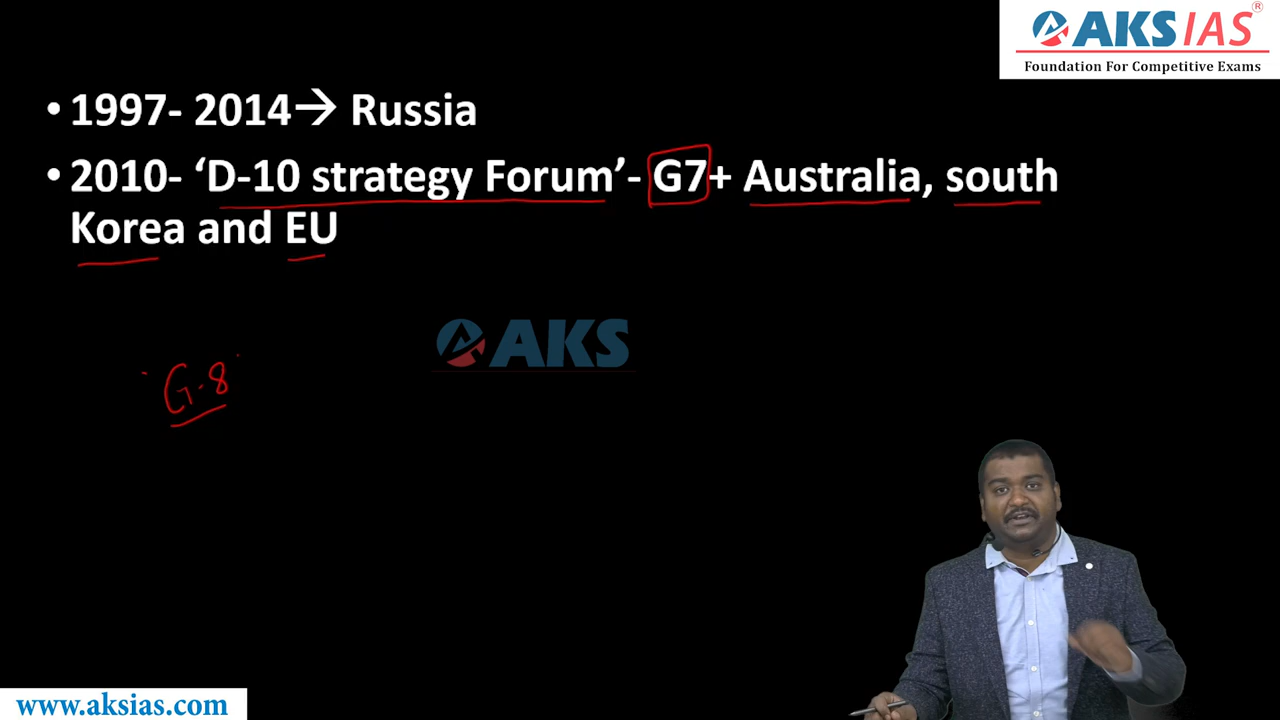 AKS IAS®
Foundation For Competitive Exams
• 1997- 2014→ Russia
• 2010- ‘D-10 strategy Forum’- G7+ Australia, south
Korea and EU
AKS
G-8
www.aksias.com